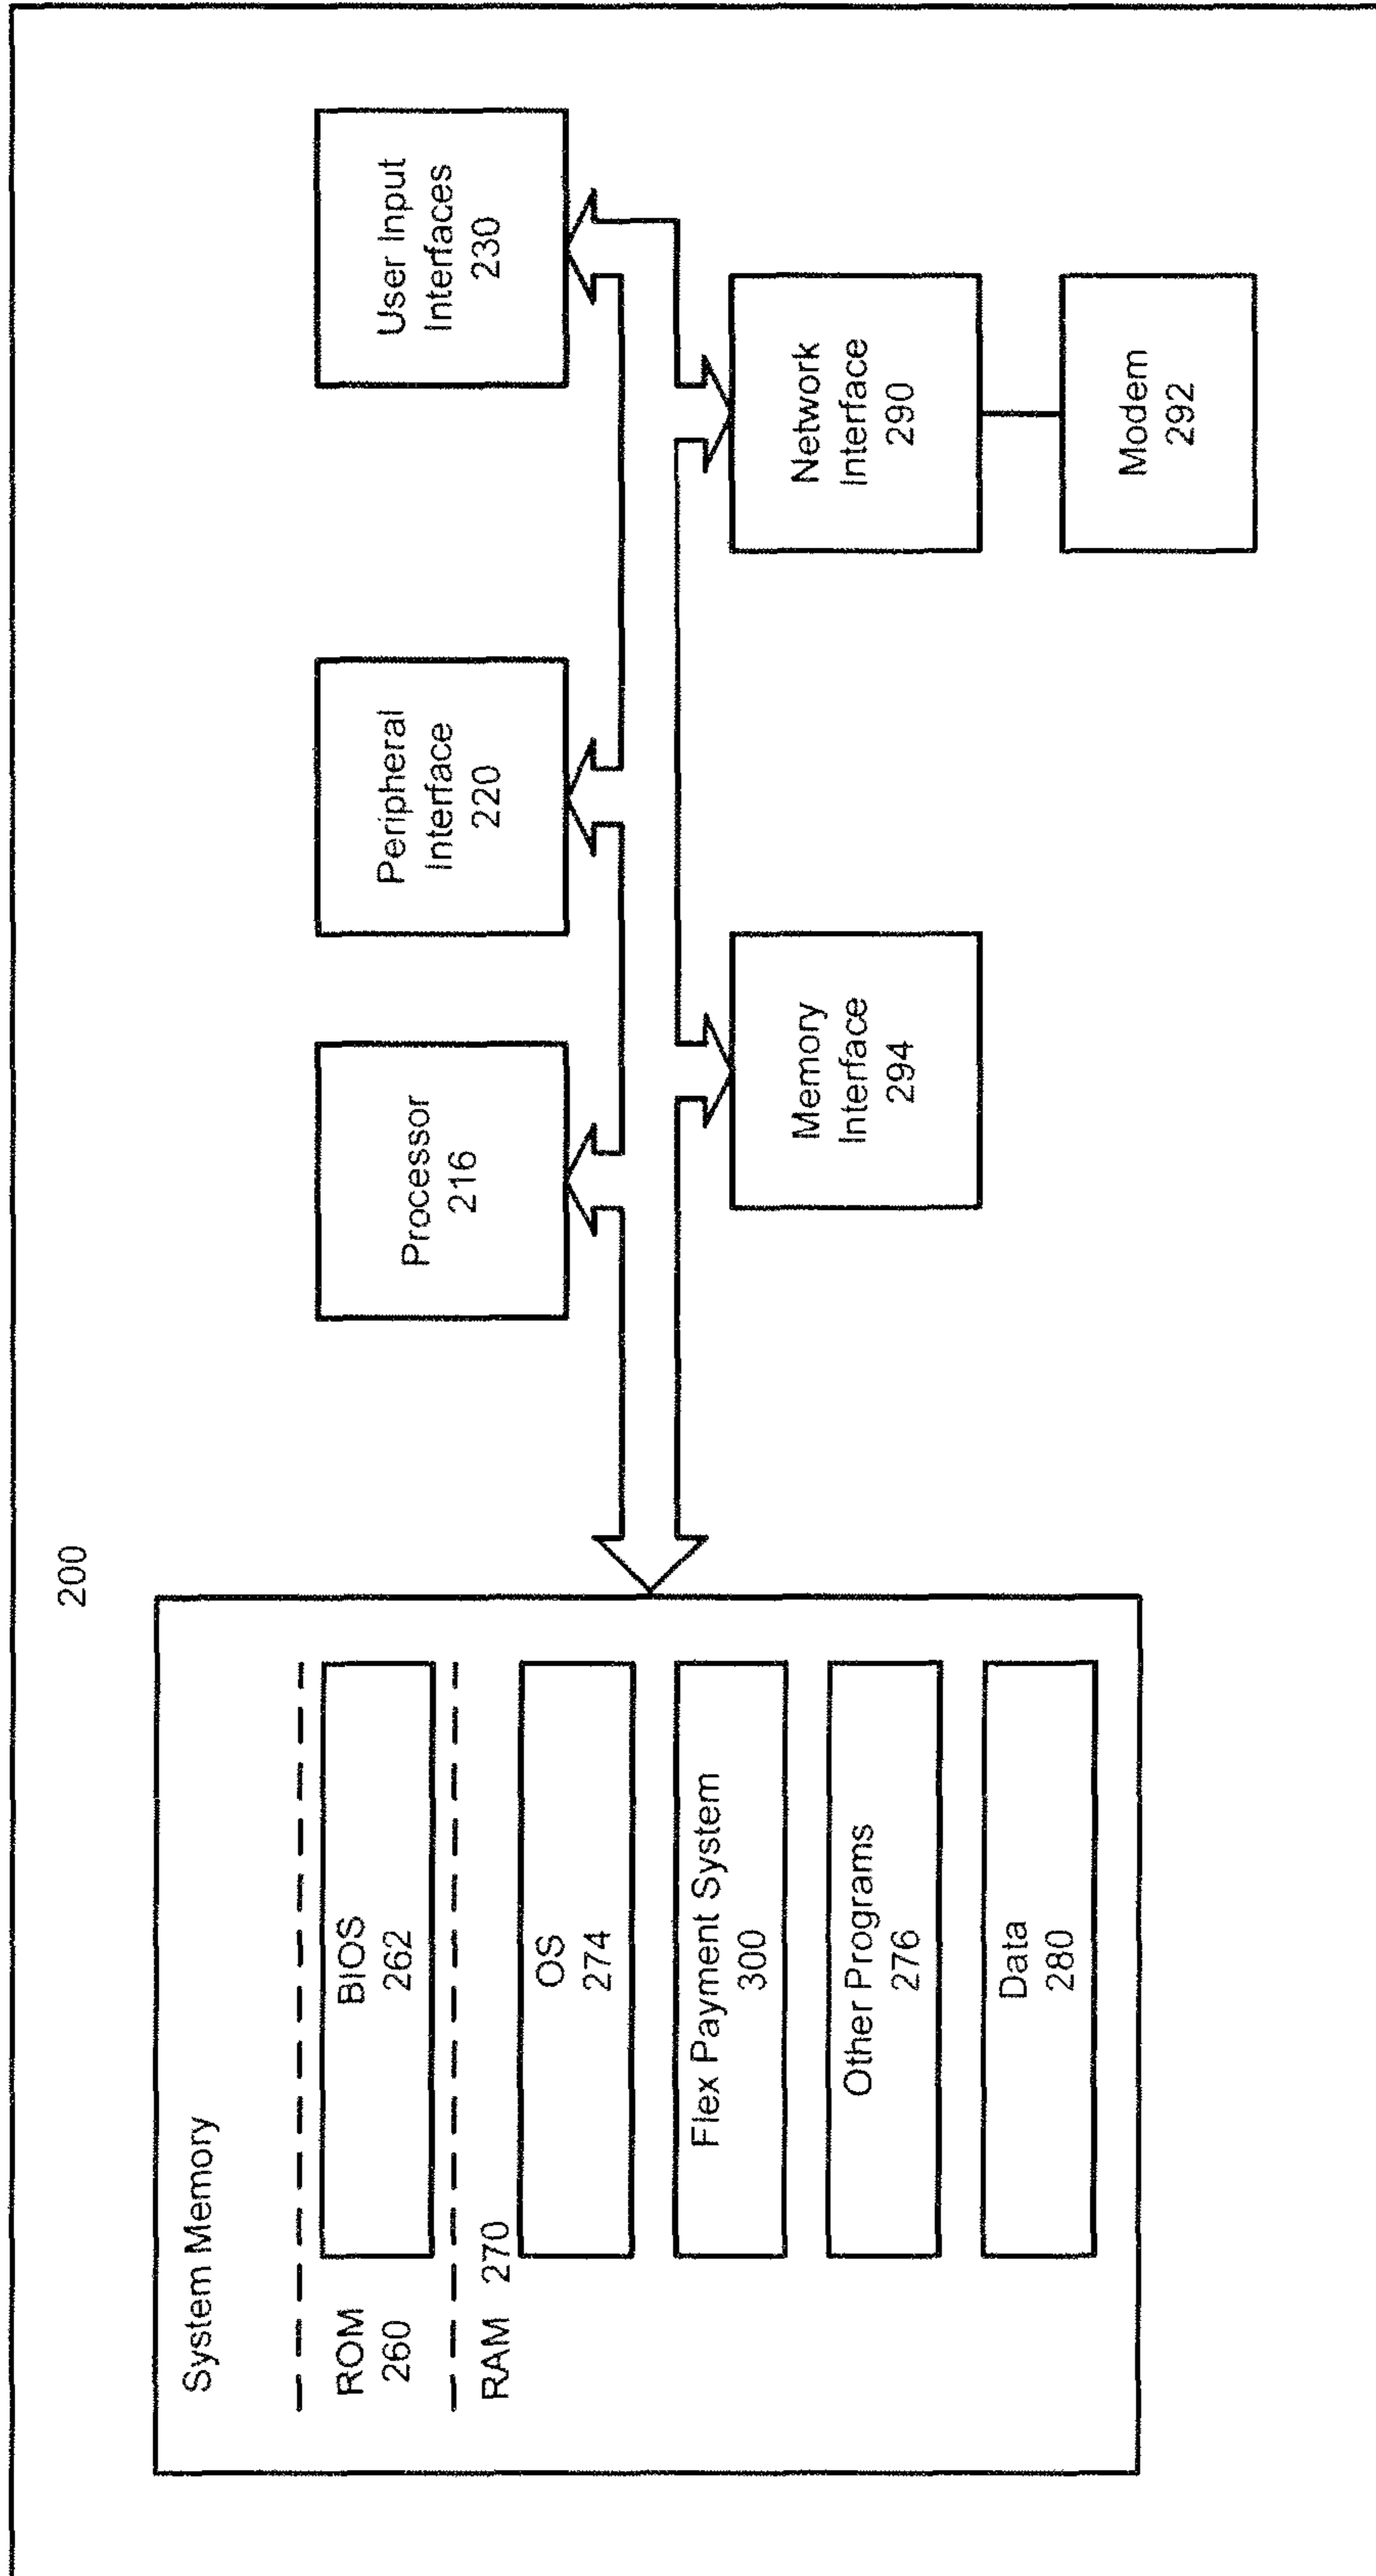 200
System Memory
ROM
260
BIOS
262
RAM 270
OS
274
Flex Payment System
300
Other Programs
276
Data
280
Processor
216
Peripheral
Interface
220
User Input
Interfaces
230
Memory
Interface
294
Network
Interface
290
Modem
292